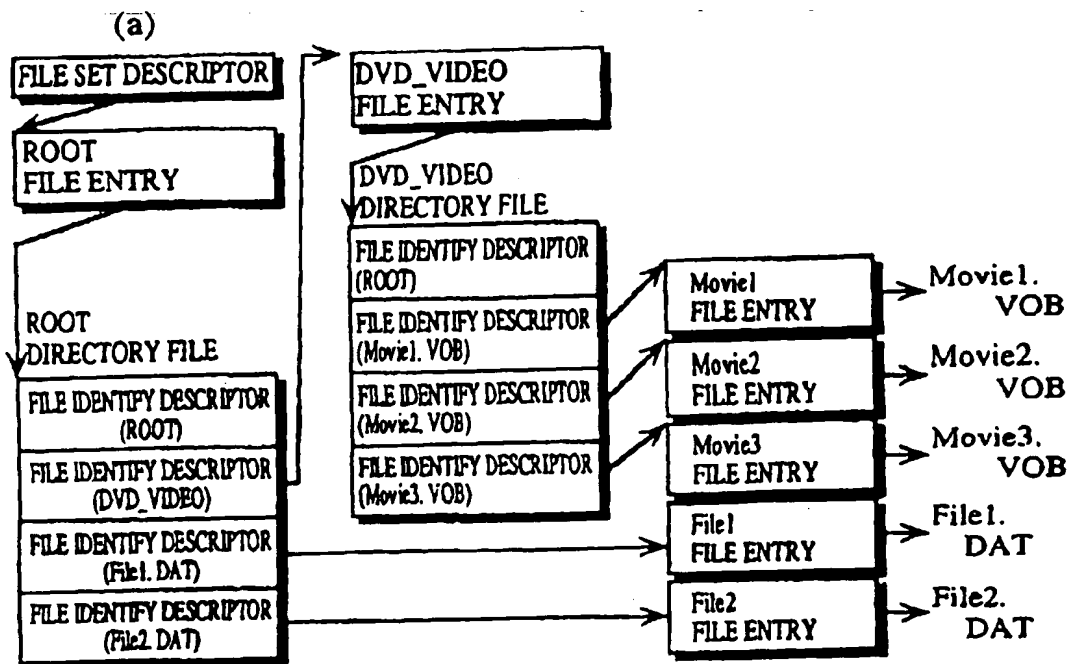 (a)
FILE SET DESCRIPTOR
ROOT
FILE ENTRY
ROOT
DIRECTORY FILE
FILE IDENTIFY DESCRIPTOR
(ROOT)
FILE IDENTIFY DESCRIPTOR
(DVD_VIDEO)
FILE IDENTIFY DESCRIPTOR
(File1. DAT)
FILE IDENTIFY DESCRIPTOR
(File2. DAT)
DVD_VIDEO
FILE ENTRY
DVD_VIDEO
DIRECTORY FILE
FILE IDENTIFY DESCRIPTOR
(ROOT)
FILE IDENTIFY DESCRIPTOR
(Movie1. VOB)
FILE IDENTIFY DESCRIPTOR
(Movie2. VOB)
FILE IDENTIFY DESCRIPTOR
(Movie3. VOB)
Movie1
FILE ENTRY
Movie2
FILE ENTRY
Movie3
FILE ENTRY
File1
FILE ENTRY
File2
FILE ENTRY
Movie1.
VOB
Movie2.
VOB
Movie3.
VOB
File1.
DAT
File2.
DAT